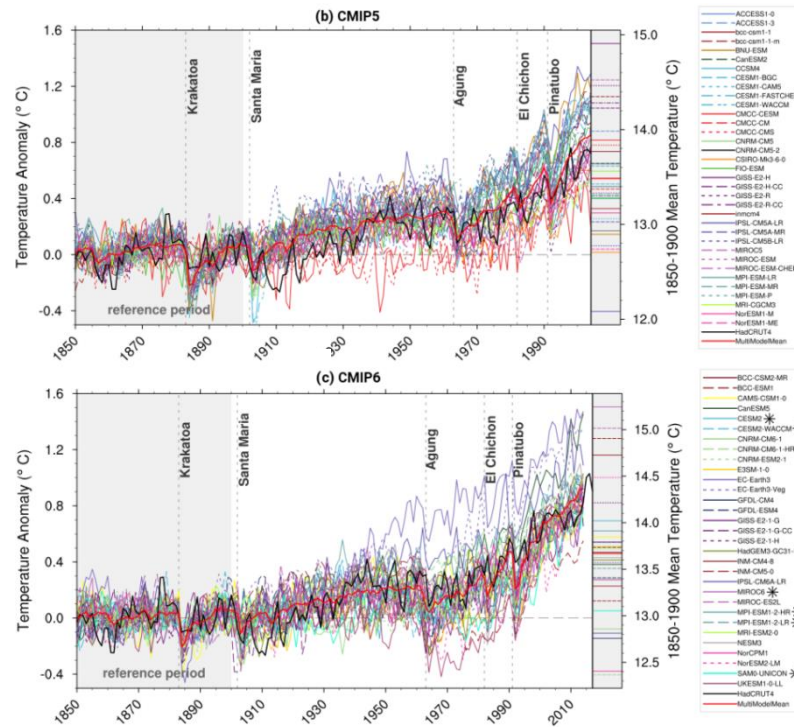 (b) CMIP5
Temperature Anomaly (° C)
1.6
1.2
0.8
0.4
0.0
-0.4
Krakatoa
Santa Maria
Agung
El Chichon
Pinatubo
reference period
1850
1870
1890
1910
1930
1950
1970
1990
15.0
14.0
13.0
12.0
1850-1900 Mean Temperature (° C)
ACCESS1-0
ACCESS1-3
bcc-csm1-1
bcc-csm1-1-m
BNU-ESM
CanESM2
CCSM4
CESM1-BGC
CESM1-CAM5
CESM1-FASTCHE
CESM1-WACCM
CMCC-CESM
CMCC-CM
CMCC-CMS
CNRM-CM5
CNRM-CM5-2
CSIRO-Mk3-6-0
FIO-ESM
GISS-E2-H
GISS-E2-H-CC
GISS-E2-R
GISS-E2-R-CC
inmcm4
IPSL-CM5A-LR
IPSL-CM5A-MR
IPSL-CM5B-LR
MIROC5
MIROC-ESM
MIROC-ESM-CHE
MPI-ESM-LR
MPI-ESM-MR
MPI-ESM-P
MRI-CGCM3
NorESM1-M
NorESM1-ME
HadCRUT4
MultiModelMean
(c) CMIP6
Temperature Anomaly (° C)
1.6
1.2
0.8
0.4
0.0
-0.4
Krakatoa
Santa Maria
Agung
El Chichon
Pinatubo
reference period
1850
1870
1890
1910
1930
1950
1970
1990
2010
15.0
14.5
14.0
13.5
13.0
12.5
1850-1900 Mean Temperature (° C)
BCC-CSM2-MR
BCC-ESM1
CAMS-CSM1-0
CanESM5
CESM2
CESM2-WACCM
CNRM-CM6-1
CNRM-CM6-1-HR
CNRM-ESM2-1
E3SM-1-0
EC-Earth3
EC-Earth3-Veg
GFDL-CM4
GFDL-ESM4
GISS-E2-1-G
GISS-E2-1-G-CC
GISS-E2-1-H
HadGEM3-GC31-
INM-CM4-8
INM-CM5-0
IPSL-CM6A-LR
MIROC6
MIROC-ES2L
MPI-ESM1-2-HR
MPI-ESM1-2-LR
MRI-ESM2-0
NESM3
NorCPM1
NorESM2-LM
SAM0-UNICON
UKESM1-0-LL
HadCRUT4
MultiModelMean